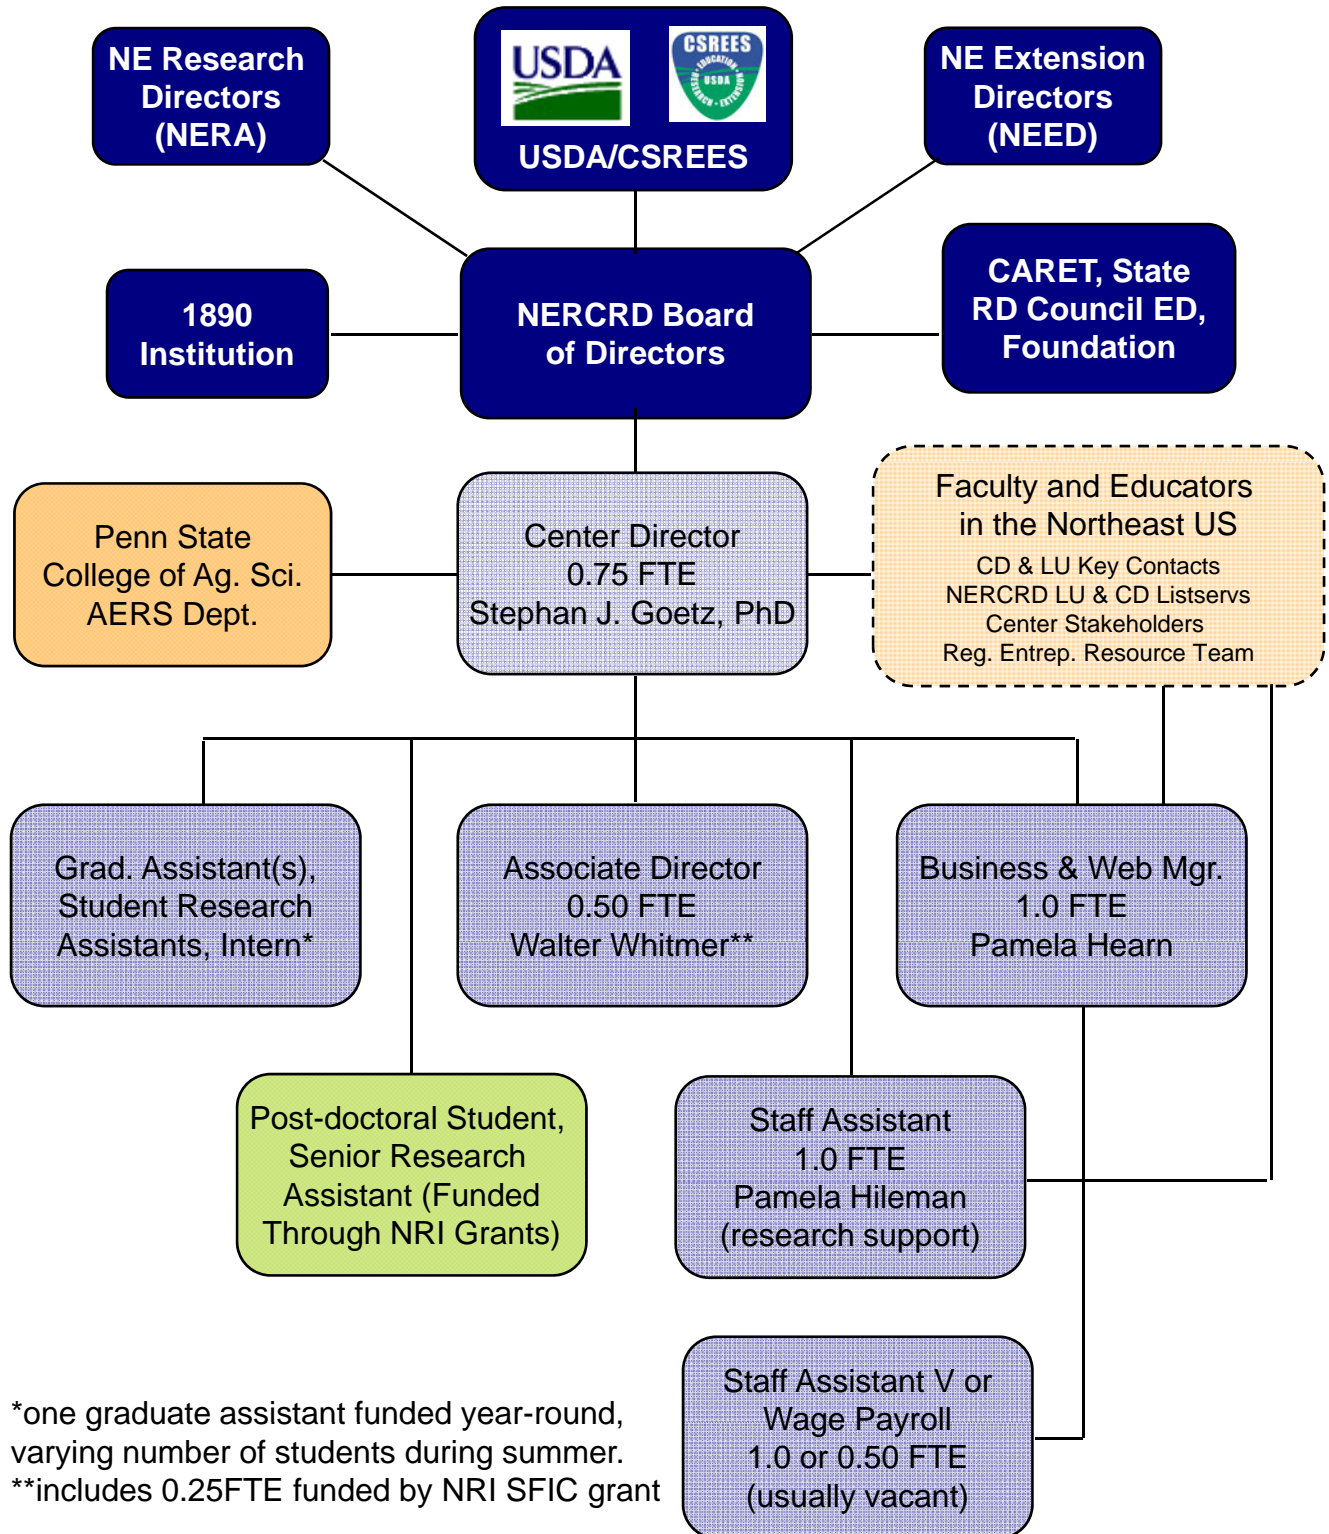 NE Research
Directors
(NERA)
USDA
CSREES
EDUCATION
USDA
RESEARCH • EXTENSION
USDA/CSREES
NE Extension
Directors
(NEED)
1890
Institution
NERCRD Board
of Directors
CARET, State
RD Council ED,
Foundation
Penn State
College of Ag. Sci.
AERS Dept.
Center Director
0.75 FTE
Stephan J. Goetz, PhD
Faculty and Educators
in the Northeast US
CD & LU Key Contacts
NERCRD LU & CD Listservs
Center Stakeholders
Reg. Entrep. Resource Team
Grad. Assistant(s),
Student Research
Assistants, Intern*
Associate Director
0.50 FTE
Walter Whitmer**
Business & Web Mgr.
1.0 FTE
Pamela Hearn
Post-doctoral Student,
Senior Research
Assistant (Funded
Through NRI Grants)
Staff Assistant
1.0 FTE
Pamela Hileman
(research support)
Staff Assistant V or
Wage Payroll
1.0 or 0.50 FTE
(usually vacant)
*one graduate assistant funded year-round,
varying number of students during summer.
**includes 0.25FTE funded by NRI SFIC grant